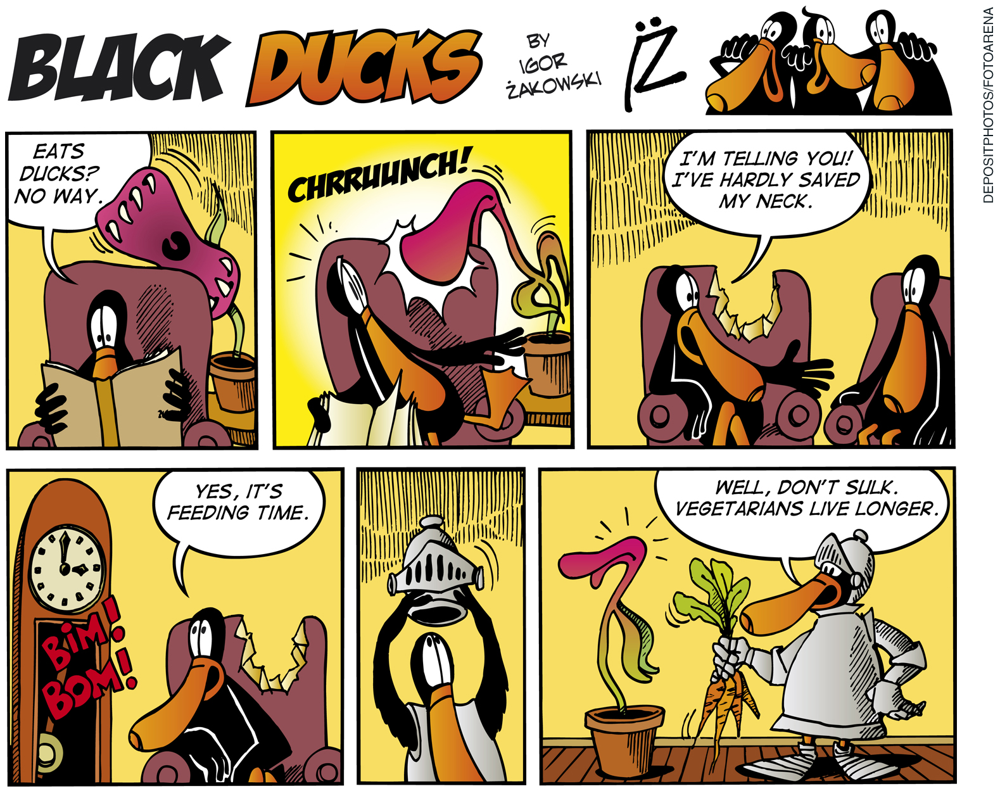 BLACK DUCKS
BY
IGOR
ŻAKOWSKI
IŻ
DEPOSITPHOTOS/FOTOARENA
EATS
DUCKS?
NO WAY.
CHRRUUNCH!
I'M TELLING YOU!
I'VE HARDLY SAVED
MY NECK.
YES, IT'S
FEEDING TIME.
BIM!
BOM!
WELL, DON'T SULK.
VEGETARIANS LIVE LONGER.